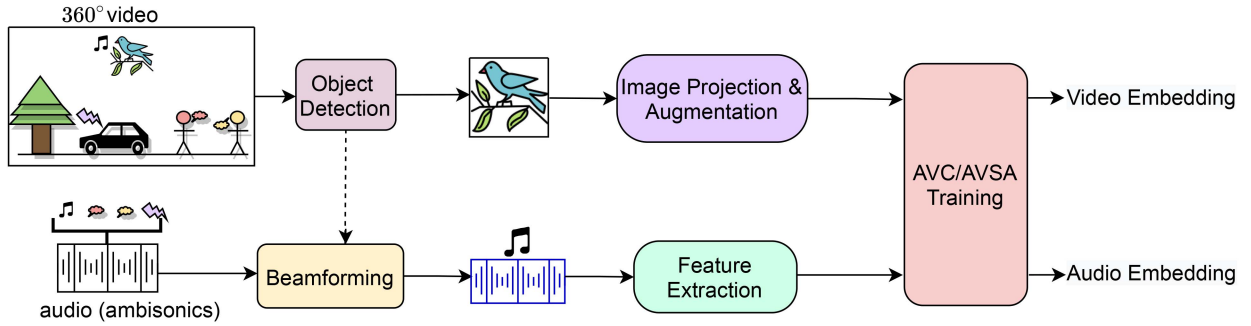 360° video
Object
Detection
Image Projection &
Augmentation
Video Embedding
AVC/AVSA
Training
audio (ambisonics)
Beamforming
Feature
Extraction
Audio Embedding